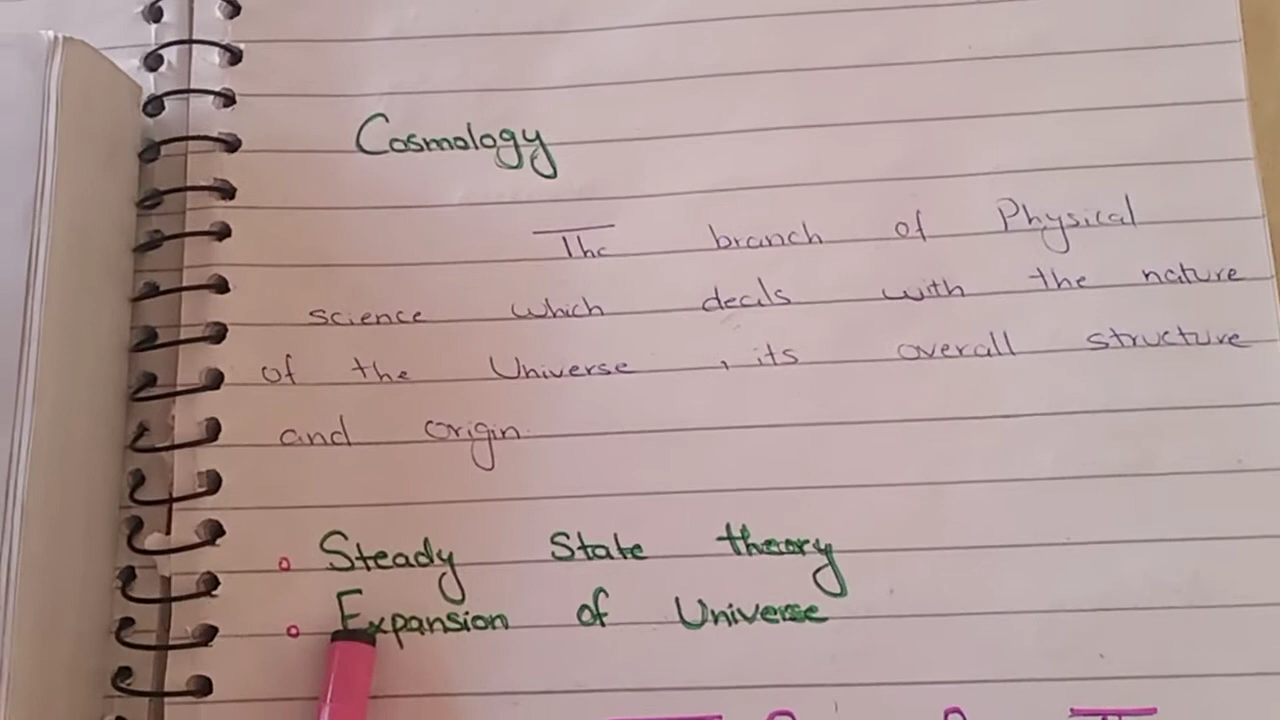 Cosmology
The branch of Physical
science which deals with the nature
of the Universe , its overall structure
and origin.
Steady State theory
Expansion of Universe